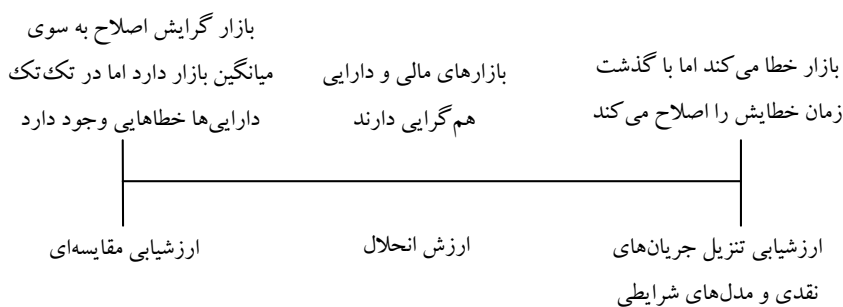 بازار خطا می‌کند اما با گذشت
زمان خطایش را اصلاح می‌کند
بازارهای مالی و دارایی
هم‌گرایی دارند
بازار گرایش اصلاح به سوی
میانگین بازار دارد اما در تک‌تک
دارایی‌ها خطاهایی وجود دارد
ارزشیابی تنزیل جریان‌های
نقدی و مدل‌های شرایطی
ارزش انحلال
ارزشیابی مقایسه‌ای